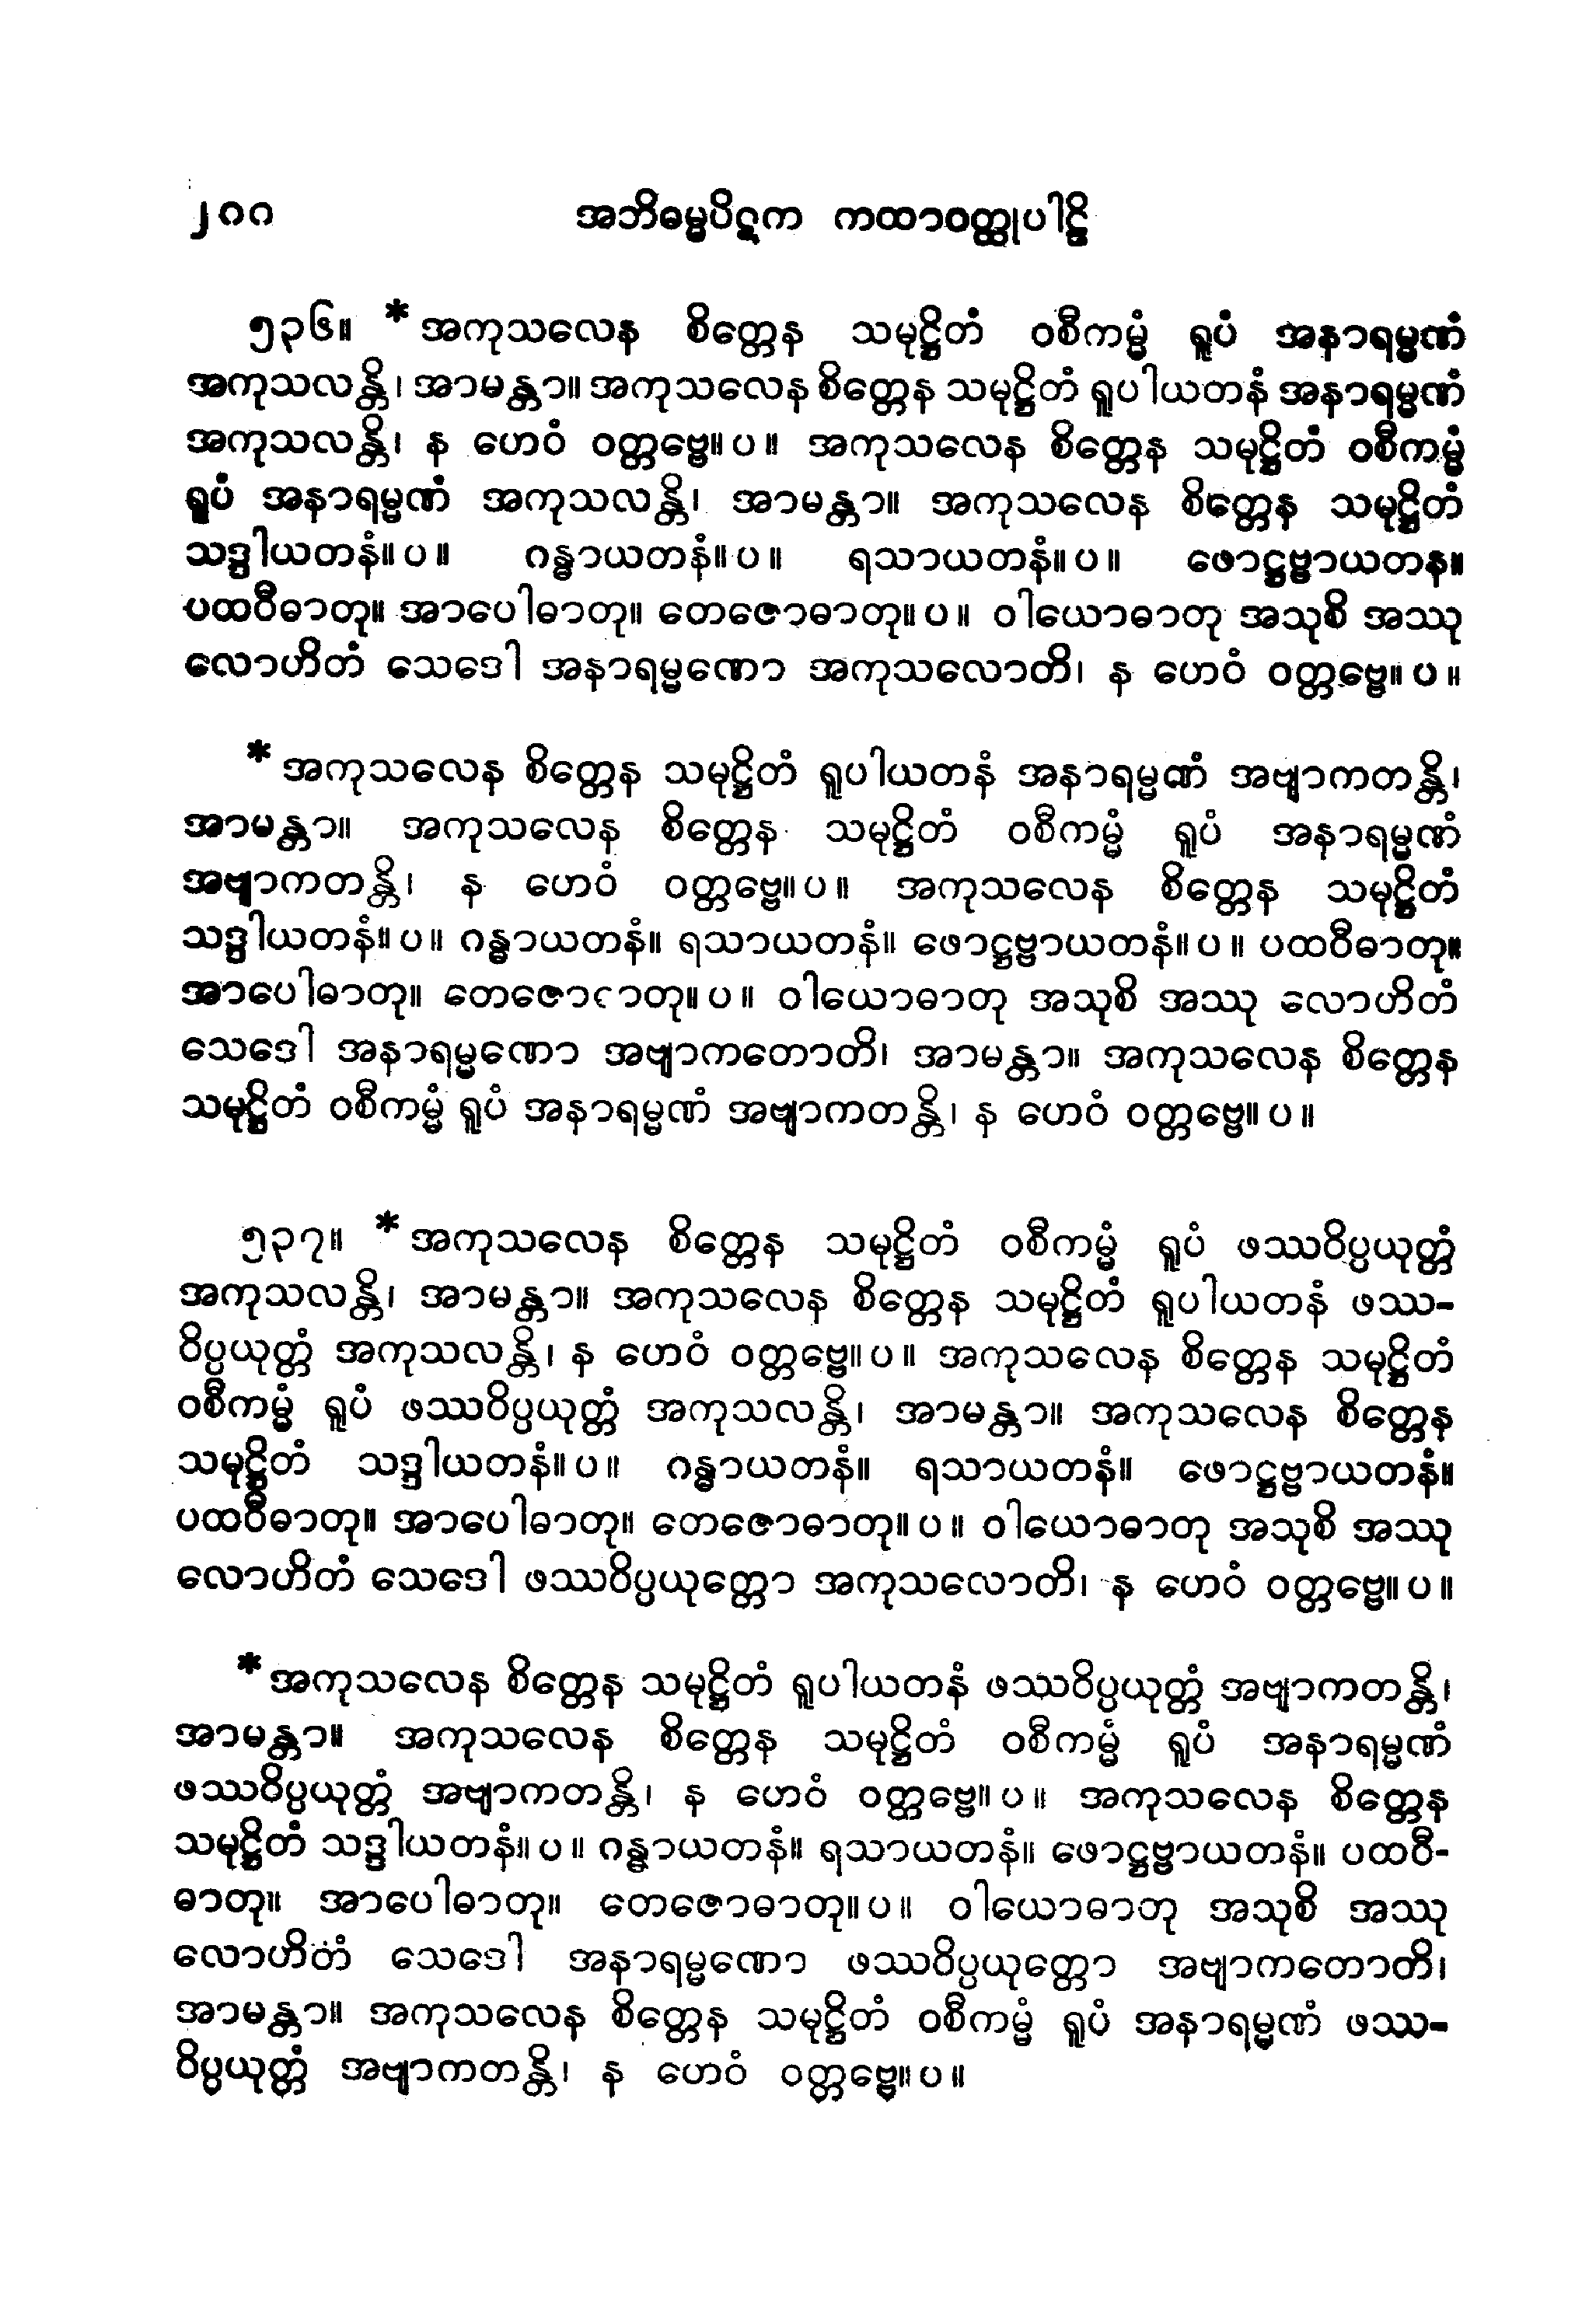 ၂၈၈ အဘိဓမ္မပိဋက ကထာဝတ္ထုပါဠိ
၅၃၆။ *အကုသလေန စိတ္တေန သမုဋ္ဌိတံ ဝစီကမ္မံ ရူပံ အနာရမ္မဏံ
အကုသလန္တိ၊ အာမန္တာ။ အကုသလေန စိတ္တေန သမုဋ္ဌိတံ ရူပါယတနံ အနာရမ္မဏံ
အကုသလန္တိ၊ န ဟေဝံ ဝတ္တဗ္ဗေ။ ပ ။ အကုသလေန စိတ္တေန သမုဋ္ဌိတံ ဝစီကမ္မံ
ရူပံ အနာရမ္မဏံ အကုသလန္တိ၊ အာမန္တာ။ အကုသလေန စိတ္တေန သမုဋ္ဌိတံ
သဒ္ဒါယတနံ။ ပ ။ ဂန္ဓာယတနံ။ ပ ။ ရသာယတနံ။ ပ ။ ဖောဋ္ဌဗ္ဗာယတန။
ပထဝီဓာတု။ အာပေါဓာတု။ တေဇောဓာတု။ ပ ။ ဝါယောဓာတု အသုစိ အဿု
လောဟိတံ သေဒေါ အနာရမ္မဏော အကုသလောတိ၊ န ဟေဝံ ဝတ္တဗ္ဗေ။ ပ ။
*အကုသလေန စိတ္တေန သမုဋ္ဌိတံ ရူပါယတနံ အနာရမ္မဏံ အဗျာကတန္တိ၊
အာမန္တာ။ အကုသလေန စိတ္တေန သမုဋ္ဌိတံ ဝစီကမ္မံ ရူပံ အနာရမ္မဏံ
အဗျာကတန္တိ၊ န ဟေဝံ ဝတ္တဗ္ဗေ။ ပ ။ အကုသလေန စိတ္တေန သမုဋ္ဌိတံ
သဒ္ဒါယတနံ။ ပ ။ ဂန္ဓာယတနံ။ ရသာယတနံ။ ဖောဋ္ဌဗ္ဗာယတနံ။ ပ ။ ပထဝီဓာတု။
အာပေါဓာတု။ တေဇောဓာတု။ ပ ။ ဝါယောဓာတု အသုစိ အဿု လောဟိတံ
သေဒေါ အနာရမ္မဏော အဗျာကတောတိ၊ အာမန္တာ။ အကုသလေန စိတ္တေန
သမုဋ္ဌိတံ ဝစီကမ္မံ ရူပံ အနာရမ္မဏံ အဗျာကတန္တိ၊ န ဟေဝံ ဝတ္တဗ္ဗေ။ ပ ။
၅၃၇။ *အကုသလေန စိတ္တေန သမုဋ္ဌိတံ ဝစီကမ္မံ ရူပံ ဖဿဝိပ္ပယုတ္တံ
အကုသလန္တိ၊ အာမန္တာ။ အကုသလေန စိတ္တေန သမုဋ္ဌိတံ ရူပါယတနံ ဖဿ-
ဝိပ္ပယုတ္တံ အကုသလန္တိ၊ န ဟေဝံ ဝတ္တဗ္ဗေ။ ပ ။ အကုသလေန စိတ္တေန သမုဋ္ဌိတံ
ဝစီကမ္မံ ရူပံ ဖဿဝိပ္ပယုတ္တံ အကုသလန္တိ၊ အာမန္တာ။ အကုသလေန စိတ္တေန
သမုဋ္ဌိတံ သဒ္ဒါယတနံ။ ပ ။ ဂန္ဓာယတနံ။ ရသာယတနံ။ ဖောဋ္ဌဗ္ဗာယတနံ။
ပထဝီဓာတု။ အာပေါဓာတု။ တေဇောဓာတု။ ပ ။ ဝါယောဓာတု အသုစိ အဿု
လောဟိတံ သေဒေါ ဖဿဝိပ္ပယုတ္တော အကုသလောတိ၊ န ဟေဝံ ဝတ္တဗ္ဗေ။ ပ ။
*အကုသလေန စိတ္တေန သမုဋ္ဌိတံ ရူပါယတနံ ဖဿဝိပ္ပယုတ္တံ အဗျာကတန္တိ၊
အာမန္တာ။ အကုသလေန စိတ္တေန သမုဋ္ဌိတံ ဝစီကမ္မံ ရူပံ အနာရမ္မဏံ
ဖဿဝိပ္ပယုတ္တံ အဗျာကတန္တိ၊ န ဟေဝံ ဝတ္တဗ္ဗေ။ ပ ။ အကုသလေန စိတ္တေန
သမုဋ္ဌိတံ သဒ္ဒါယတနံ။ ပ ။ ဂန္ဓာယတနံ။ ရသာယတနံ။ ဖောဋ္ဌဗ္ဗာယတနံ။ ပထဝီ-
ဓာတု။ အာပေါဓာတု။ တေဇောဓာတု။ ပ ။ ဝါယောဓာတု အသုစိ အဿု
လောဟိတံ သေဒေါ အနာရမ္မဏော ဖဿဝိပ္ပယုတ္တော အဗျာကတောတိ၊
အာမန္တာ။ အကုသလေန စိတ္တေန သမုဋ္ဌိတံ ဝစီကမ္မံ ရူပံ အနာရမ္မဏံ ဖဿ-
ဝိပ္ပယုတ္တံ အဗျာကတန္တိ၊ န ဟေဝံ ဝတ္တဗ္ဗေ။ ပ ။